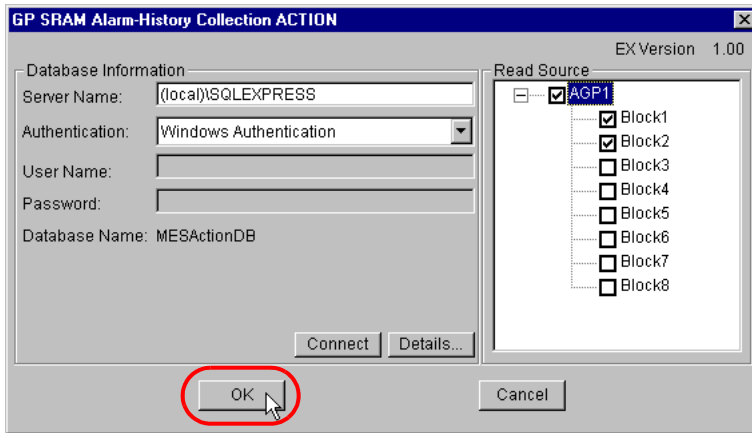 GP SRAM Alarm-History Collection ACTION
EX Version 1.00
Database Information
Server Name: (local)\SQLEXPRESS
Authentication: Windows Authentication
User Name:
Password:
Database Name: MESActionDB
Connect Details...
Read Source
AGP1
Block1
Block2
Block3
Block4
Block5
Block6
Block7
Block8
OK Cancel